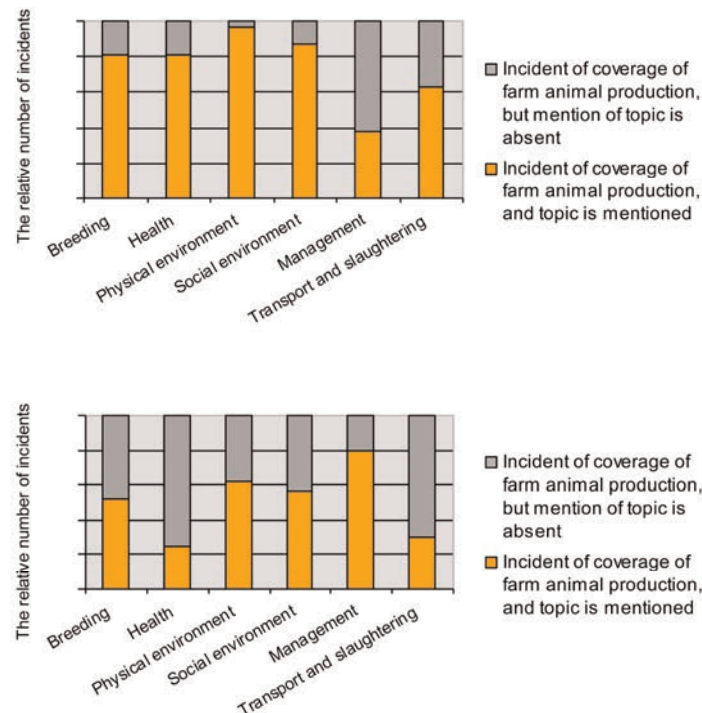 The relative number of incidents
Incident of coverage of
farm animal production,
but mention of topic is
absent
Incident of coverage of
farm animal production,
and topic is mentioned
Breeding
Health
Physical environment
Social environment
Management
Transport and slaughtering
The relative number of incidents
Incident of coverage of
farm animal production,
but mention of topic is
absent
Incident of coverage of
farm animal production,
and topic is mentioned
Breeding
Health
Physical environment
Social environment
Management
Transport and slaughtering